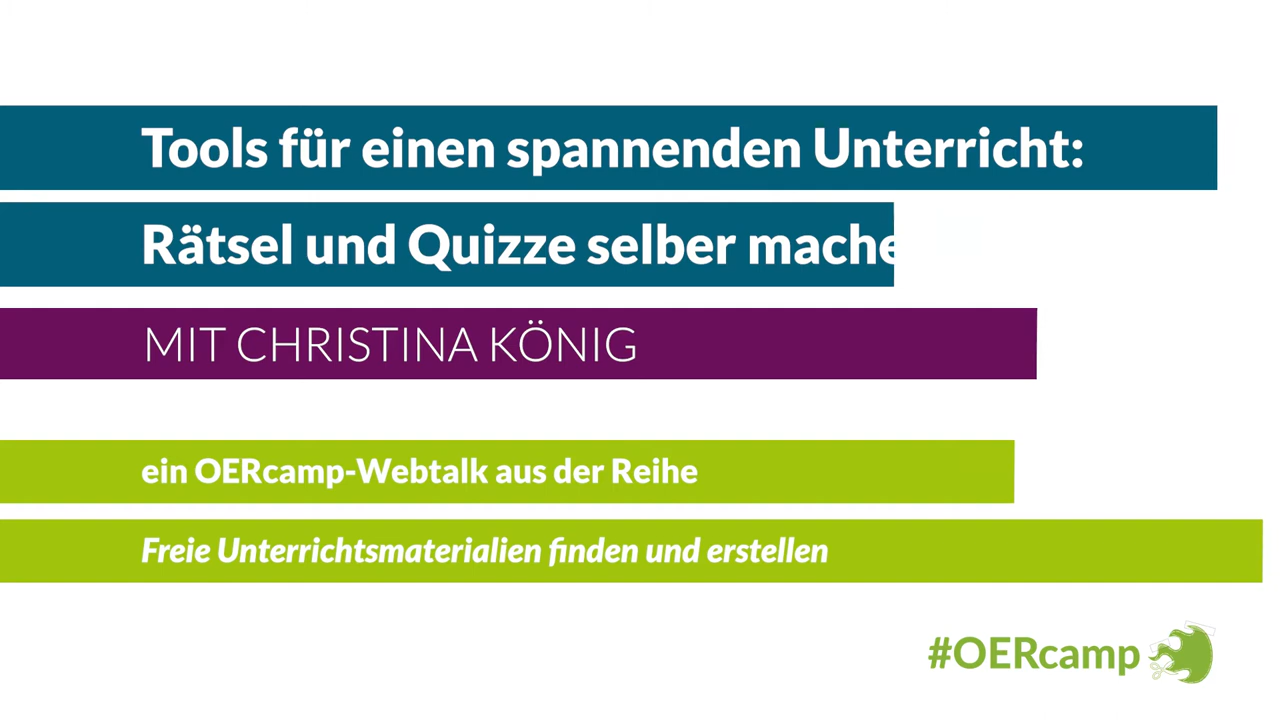 Tools für einen spannenden Unterricht:
Rätsel und Quizze selber mache
MIT CHRISTINA KÖNIG
ein OERcamp-Webtalk aus der Reihe
Freie Unterrichtsmaterialien finden und erstellen
#OERcamp